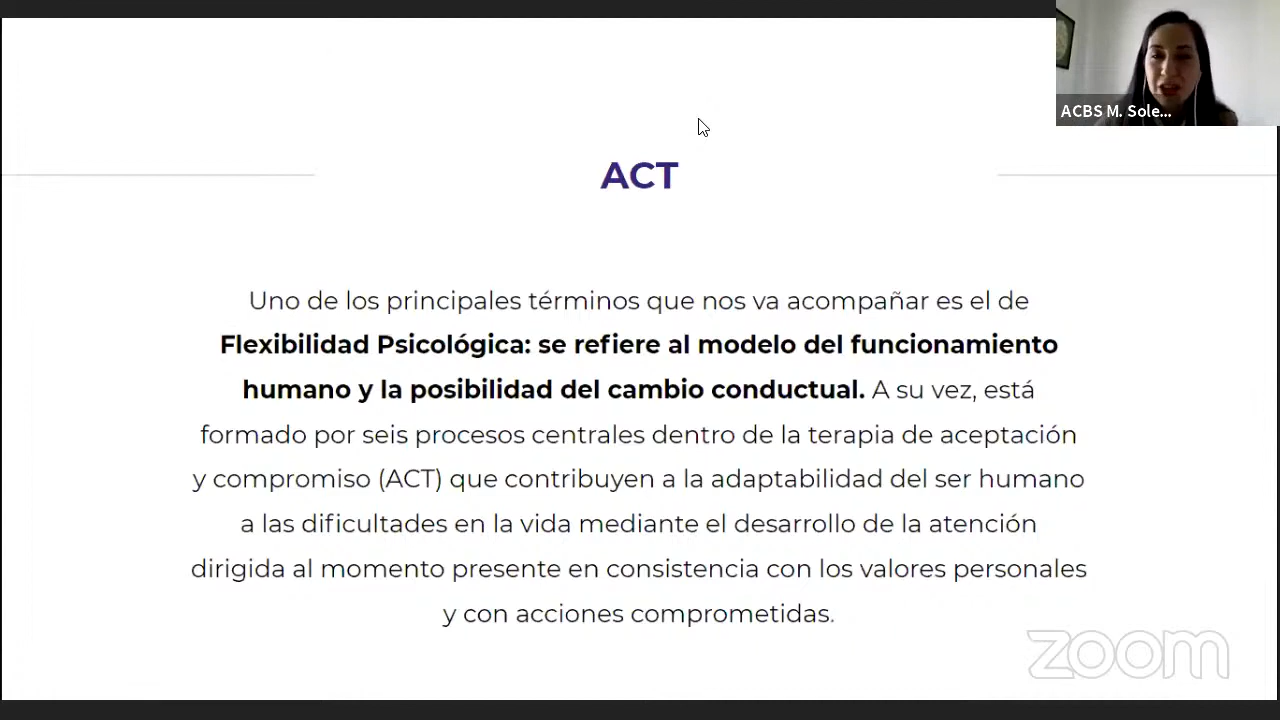 ACBS M. Sole...
ACT
Uno de los principales términos que nos va acompañar es el de
Flexibilidad Psicológica: se refiere al modelo del funcionamiento
humano y la posibilidad del cambio conductual. A su vez, está
formado por seis procesos centrales dentro de la terapia de aceptación
y compromiso (ACT) que contribuyen a la adaptabilidad del ser humano
a las dificultades en la vida mediante el desarrollo de la atención
dirigida al momento presente en consistencia con los valores personales
y con acciones comprometidas.
zoom